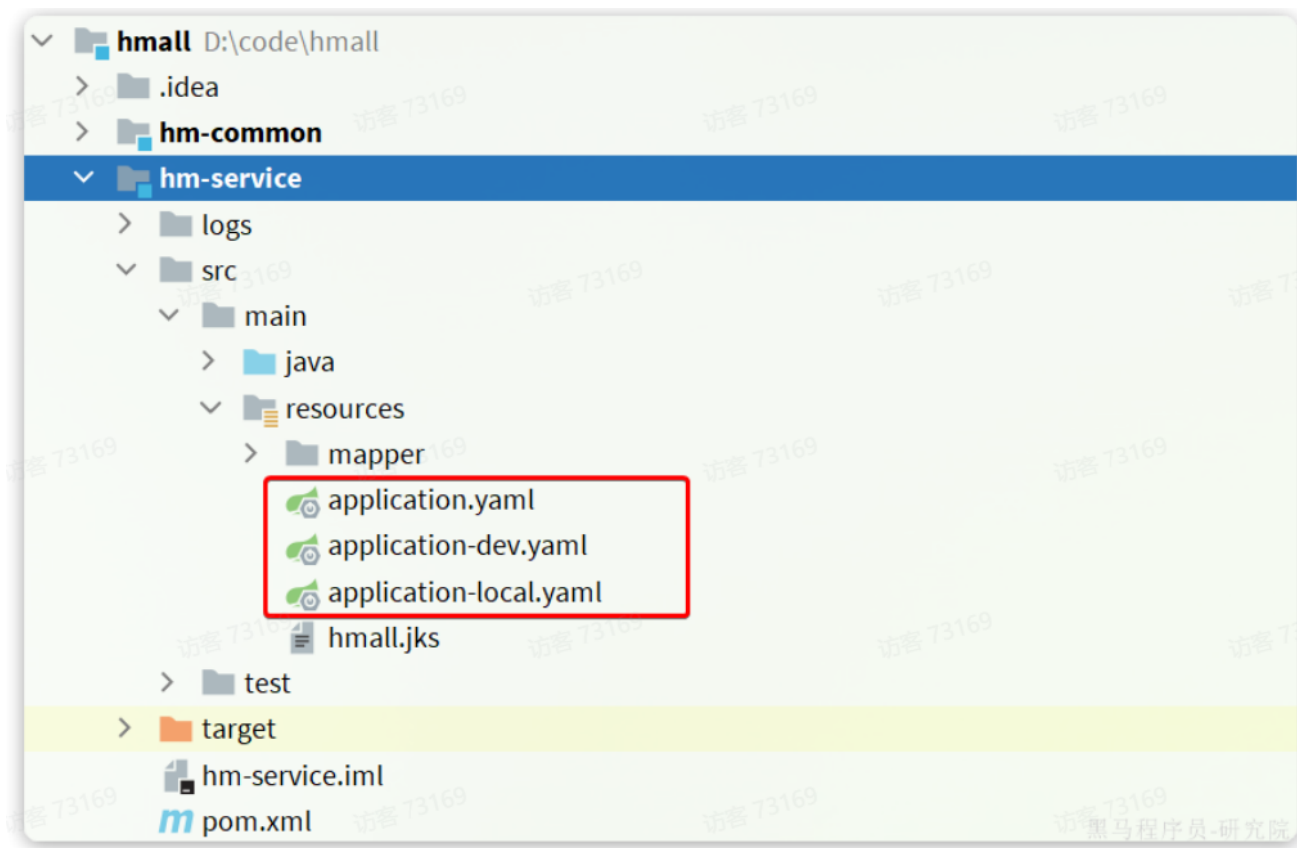 hmall D:\code\hmall
.idea
hm-common
hm-service
logs
src
main
java
resources
mapper
application.yaml
application-dev.yaml
application-local.yaml
hmall.jks
test
target
hm-service.iml
pom.xml
访客 73169
黑马程序员-研究院